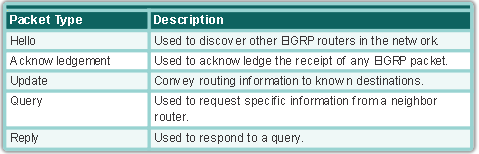 Packet Type Description
Hello Used to discover other EIGRP routers in the network.
Acknowledgement Used to acknowledge the receipt of any EIGRP packet.
Update Convey routing information to known destinations.
Query Used to request specific information from a neighbor
router.
Reply Used to respond to a query.